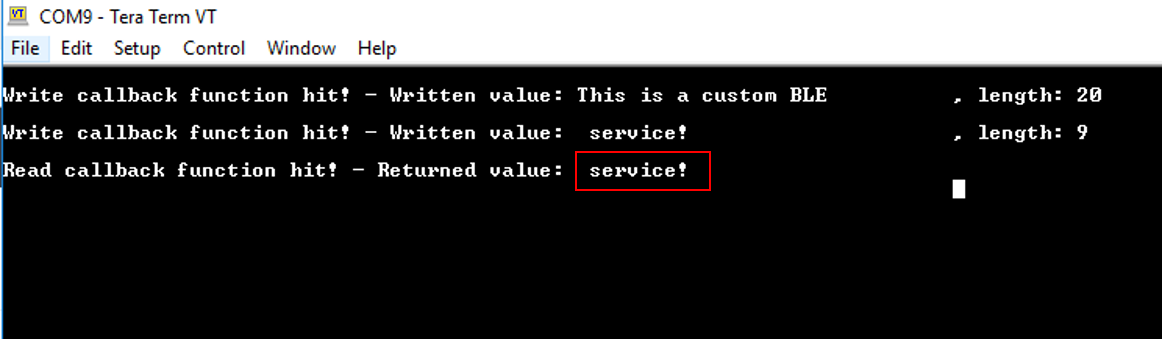 COM9 - Tera Term VT
File Edit Setup Control Window Help
Write callback function hit! - Written value: This is a custom BLE , length: 20
Write callback function hit! - Written value:  service! , length: 9
Read callback function hit! - Returned value:  service!